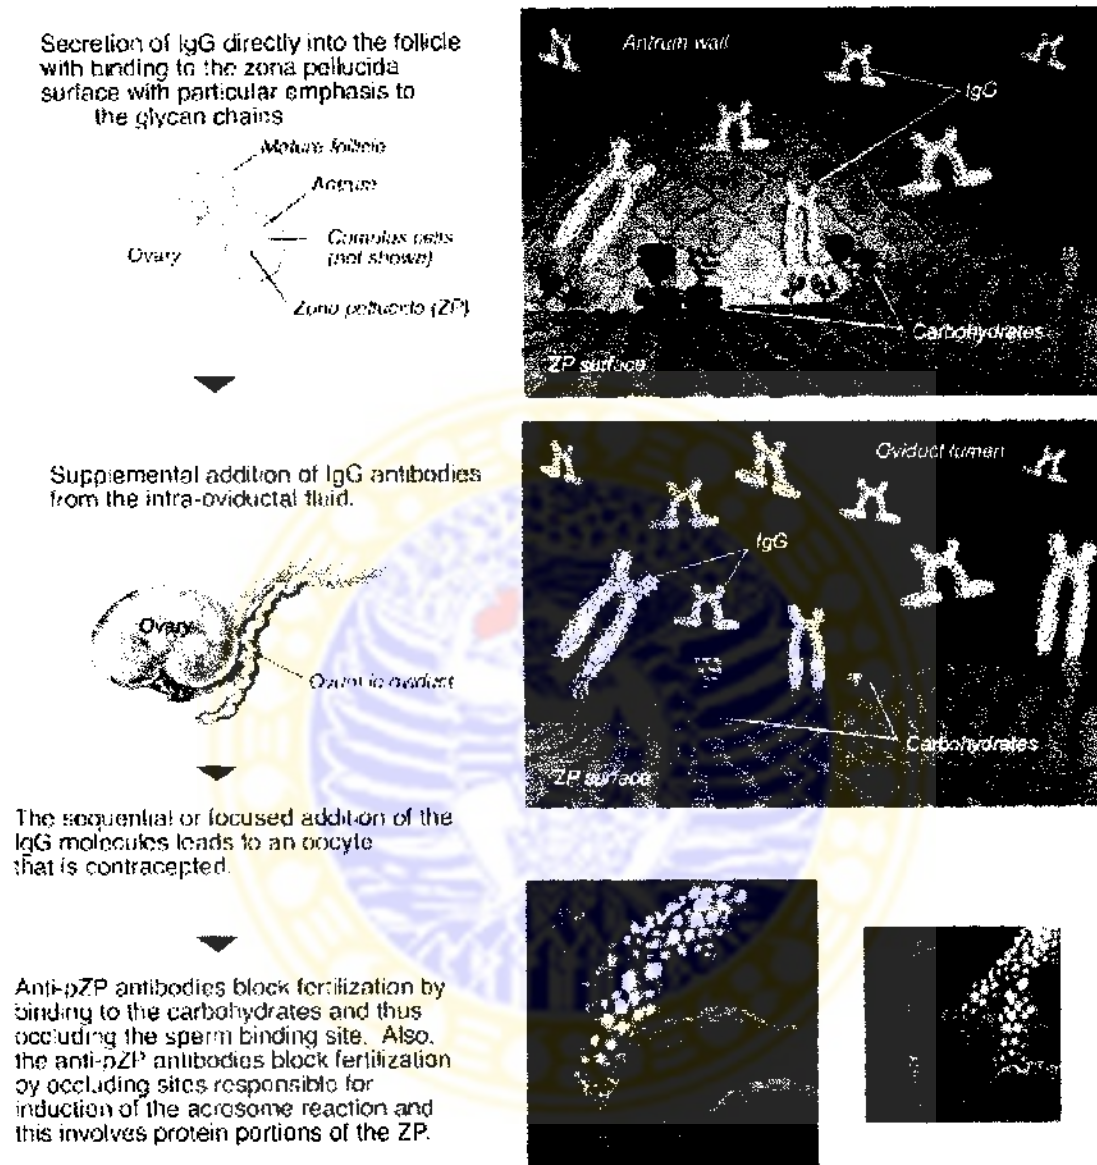 Secretion of IgG directly into the follicle
with binding to the zona pellucida
surface with particular emphasis to
the glycan chains
Mature follicle
Antrum
Cumulus cells
(not shown)
Ovary
Zona pellucida (ZP)
Antrum wall
IgG
Carbohydrates
ZP surface
Supplemental addition of IgG antibodies
from the intra-oviductal fluid.
Ovary
Ovum in oviduct
Oviduct lumen
IgG
Carbohydrates
ZP surface
The sequential or focused addition of the
IgG molecules leads to an oocyte
that is contracepted.
Anti-pZP antibodies block fertilization by
binding to the carbohydrates and thus
occluding the sperm binding site. Also,
the anti-pZP antibodies block fertilization
by occluding sites responsible for
induction of the acrosome reaction and
this involves protein portions of the ZP.